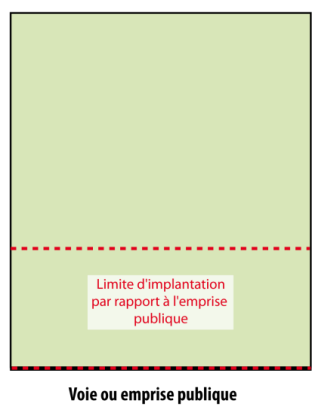 Limite d'implantation
par rapport à l'emprise
publique
Voie ou emprise publique